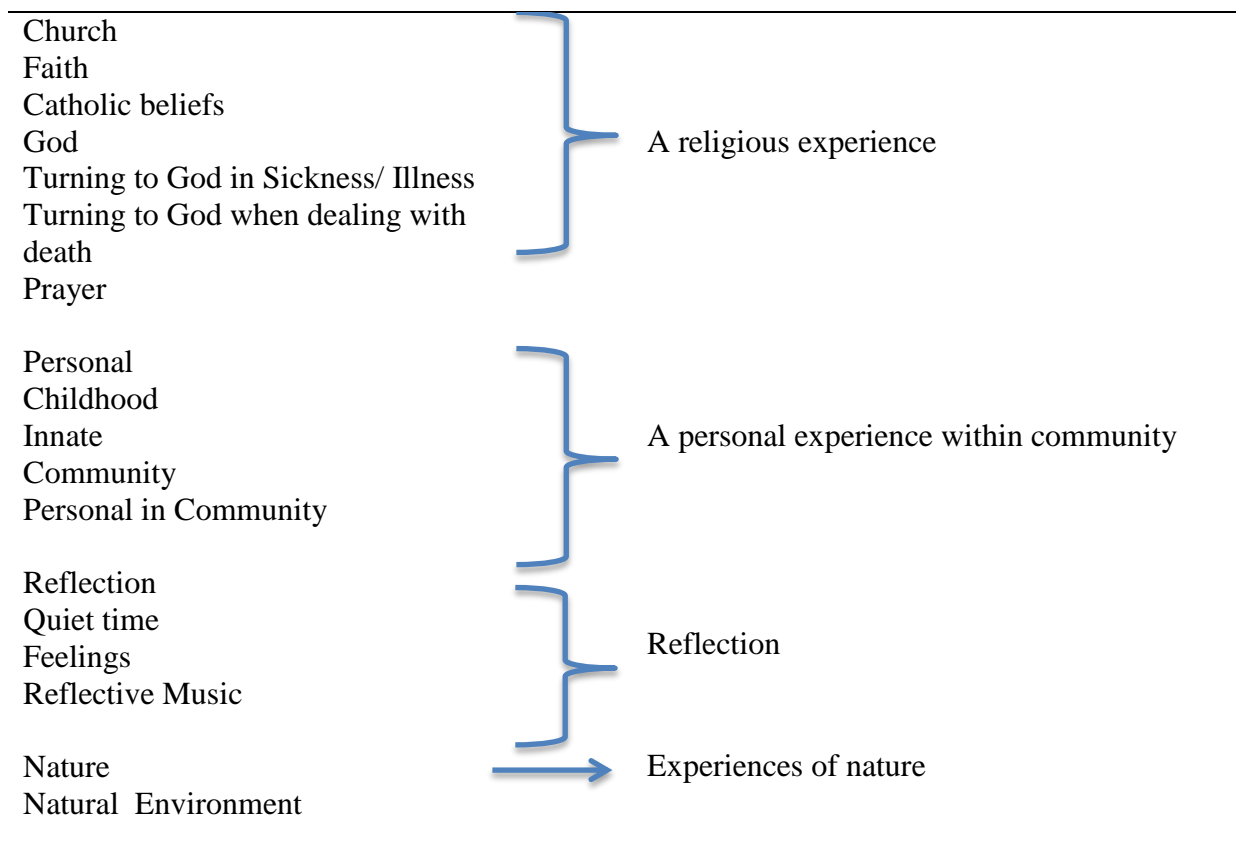 Church
Faith
Catholic beliefs
God
A religious experience
Turning to God in Sickness/ Illness
Turning to God when dealing with
death
Prayer
Personal
Childhood
Innate
A personal experience within community
Community
Personal in Community
Reflection
Quiet time
Feelings
Reflection
Reflective Music
Nature
Experiences of nature
Natural  Environment